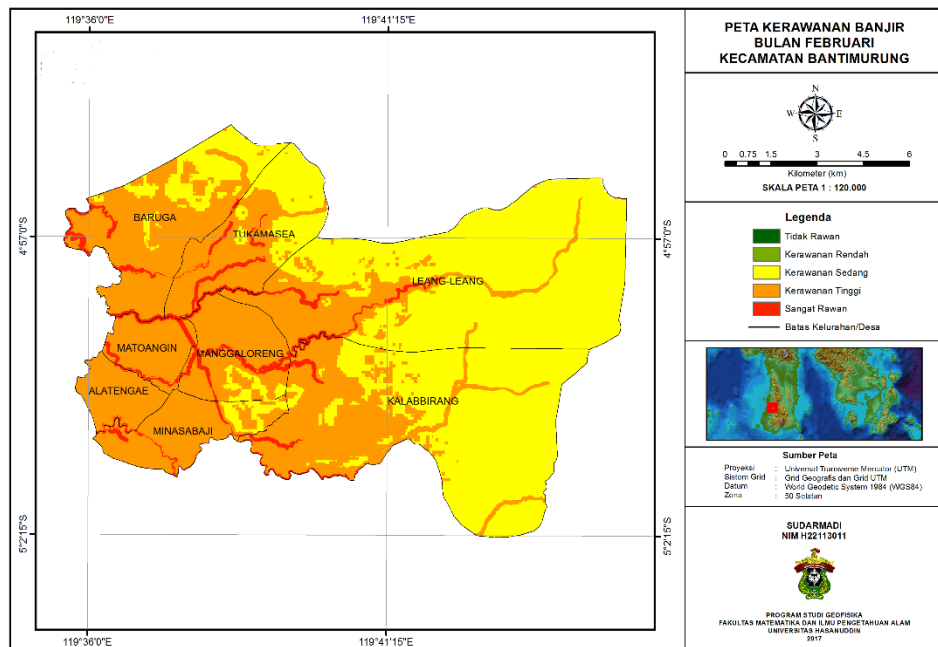 119°36'0"E
119°41'15"E
4°57'0"S
4°57'0"S
5°2'15"S
5°2'15"S
BARUGA
TUKAMASEA
LEANG-LEANG
MATOANGIN
MANGGALORENG
ALATENGAE
KALABBIRANG
MINASABAJI
119°36'0"E
119°41'15"E
PETA KERAWANAN BANJIR
BULAN FEBRUARI
KECAMATAN BANTIMURUNG
N
W E
S
0 0.75 1.5 3 4.5 6
Kilometer (km)
SKALA PETA 1 : 120.000
Legenda
Tidak Rawan
Kerawanan Rendah
Kerawanan Sedang
Kerawanan Tinggi
Sangat Rawan
Batas Kelurahan/Desa
Sumber Peta
Proyeksi : Universal Transverse Mercator (UTM)
Sistom Grid : Grid Geografis dan Grid UTM
Datum : World Geodetic System 1984 (WGS84)
Zona : 50 Selatan
SUDARMADI
NIM H22113011
PROGRAM STUDI GEOFISIKA
FAKULTAS MATEMATIKA DAN ILMU PENGETAHUAN ALAM
UNIVERSITAS HASANUDDIN
2017